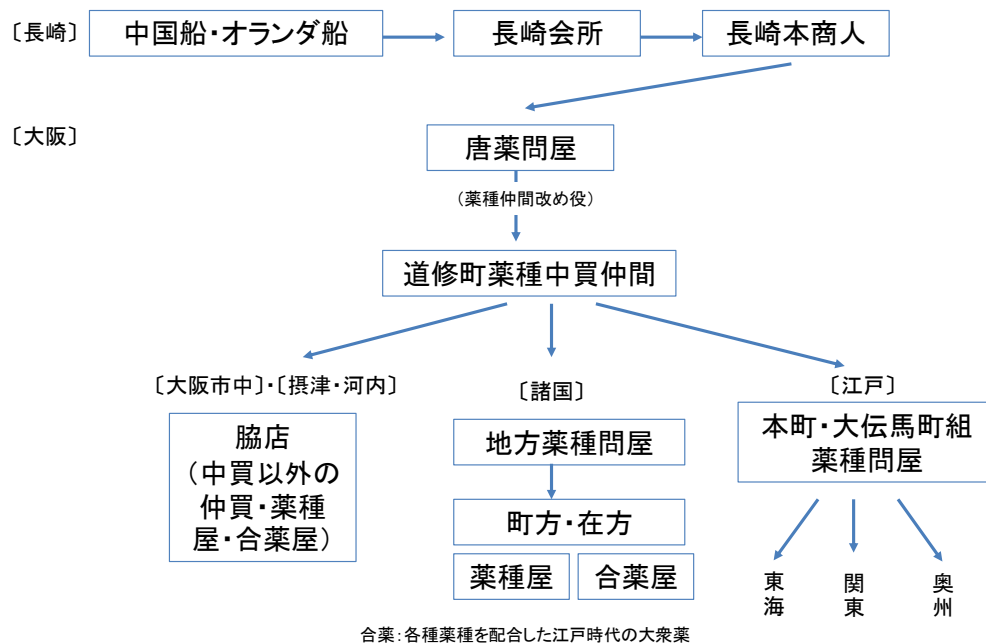 〔長崎〕
中国船・オランダ船
長崎会所
長崎本商人
〔大阪〕
唐薬問屋
（薬種仲間改め役）
道修町薬種中買仲間
〔大阪市中〕・〔摂津・河内〕
脇店
（中買以外の
仲買・薬種
屋・合薬屋）
〔諸国〕
地方薬種問屋
町方・在方
薬種屋
合薬屋
〔江戸〕
本町・大伝馬町組
薬種問屋
東海
関東
奥州
合薬：各種薬種を配合した江戸時代の大衆薬